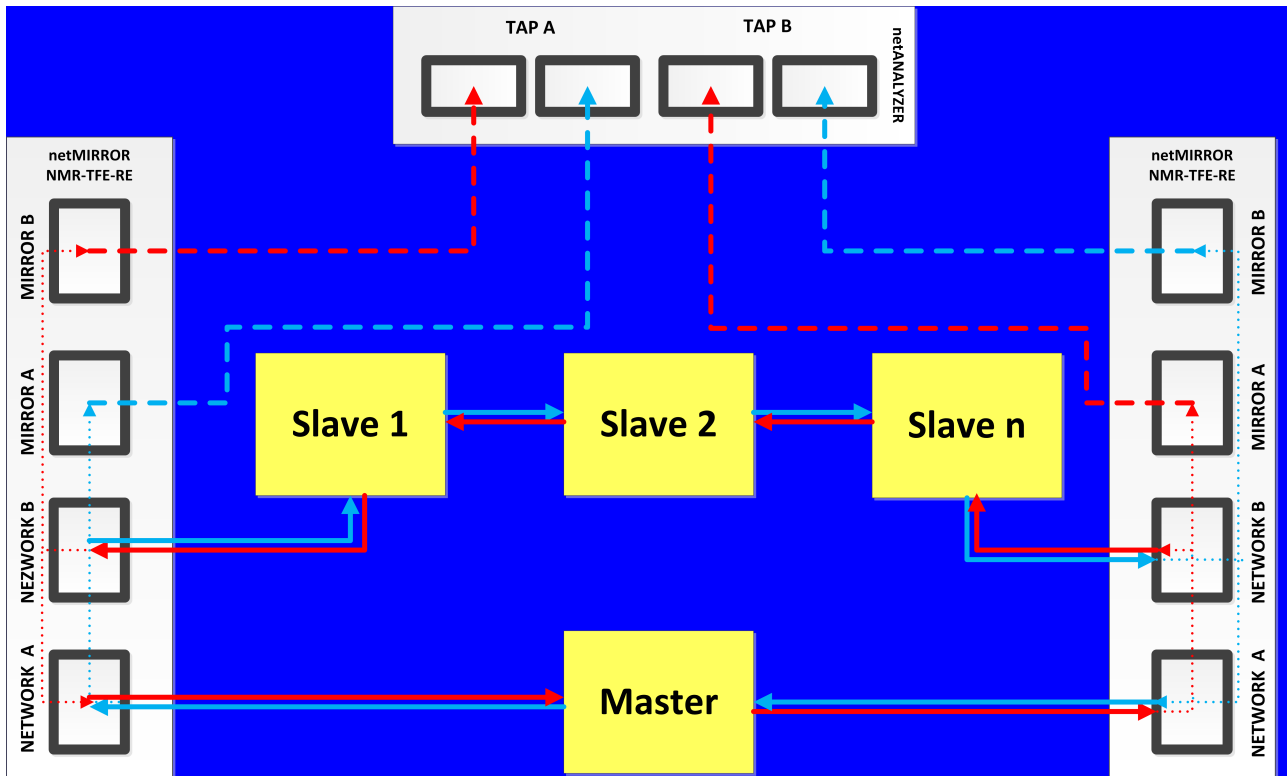 TAP A
TAP B
netANALYZER
netMIRROR
NMR-TFE-RE
MIRROR B
MIRROR A
NEZWORK B
NETWORK A
netMIRROR
NMR-TFE-RE
MIRROR B
MIRROR A
NETWORK B
NETWORK A
Slave 1
Slave 2
Slave n
Master